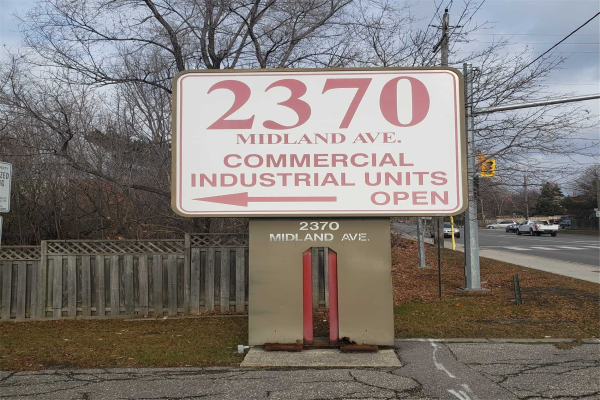 2370
MIDLAND AVE.
COMMERCIAL
INDUSTRIAL UNITS
OPEN
2370
MIDLAND AVE.